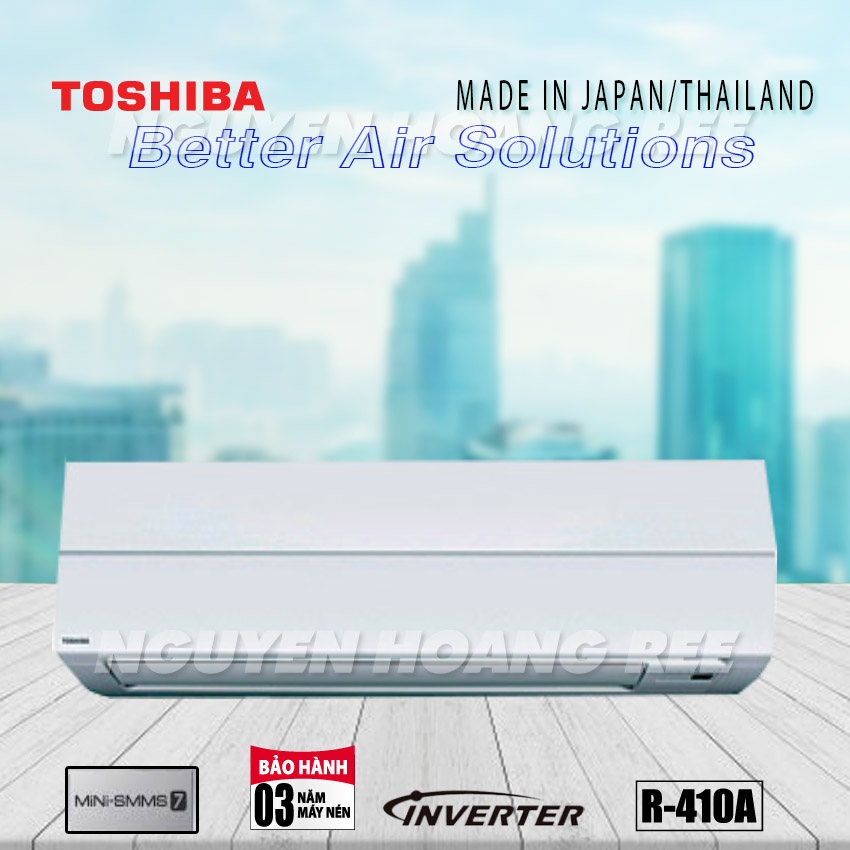 TOSHIBA
MADE IN JAPAN/THAILAND
NGUYEN HOANG REE
Better Air Solutions
TOSHIBA
NGUYEN HOANG REE
MiNi-SMMS 7
BẢO HÀNH
03 NĂM
MÁY NÉN
INVERTER
R-410A